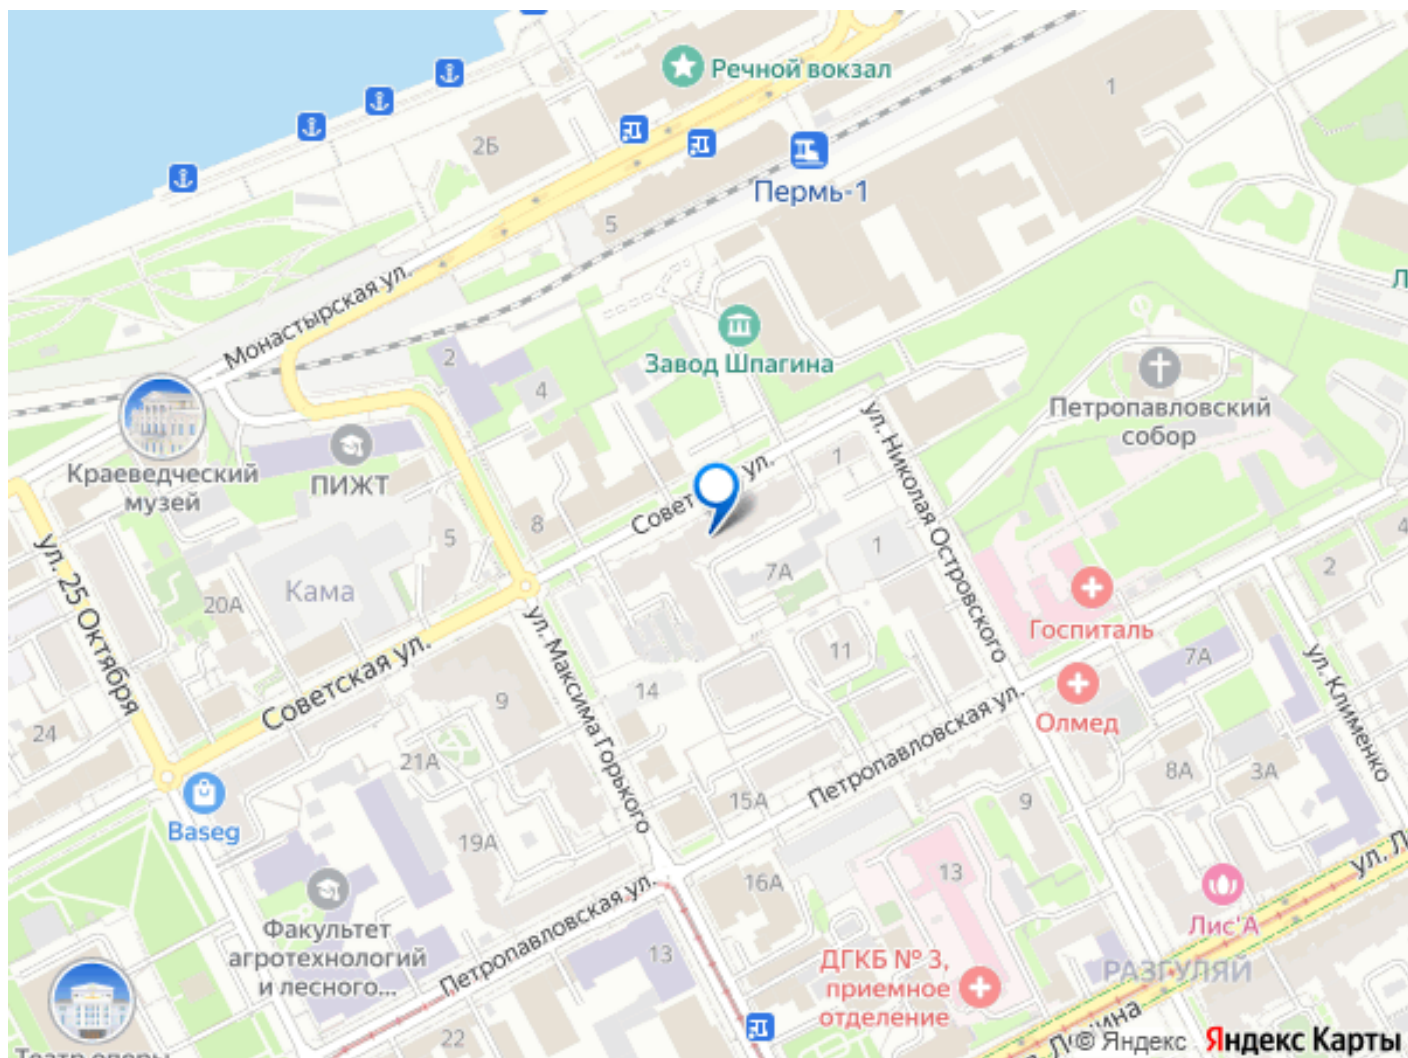 Речной вокзал
1
2Б
Пермь-1
5
Монастырская ул.
Завод Шпагина
2
4
Петропавловский
собор
ул. Николая Островского
Краеведческий
музей
ПИЖТ
1
Советская ул.
8
5
1
7А
2
4
ул. 25 Октября
20А
Кама
Госпиталь
ул. Максима Горького
11
7А
ул. Клименко
Советская ул.
9
14
Олмед
24
21А
Петропавловская ул.
8А
3А
Baseg
15А
9
19А
16А
13
Петропавловская ул.
Лис'А
Факультет
агротехнологий
и лесного...
13
ДГКБ № 3,
приемное
отделение
РАЗГУЛЯЙ
22
© Яндекс
Яндекс Карты